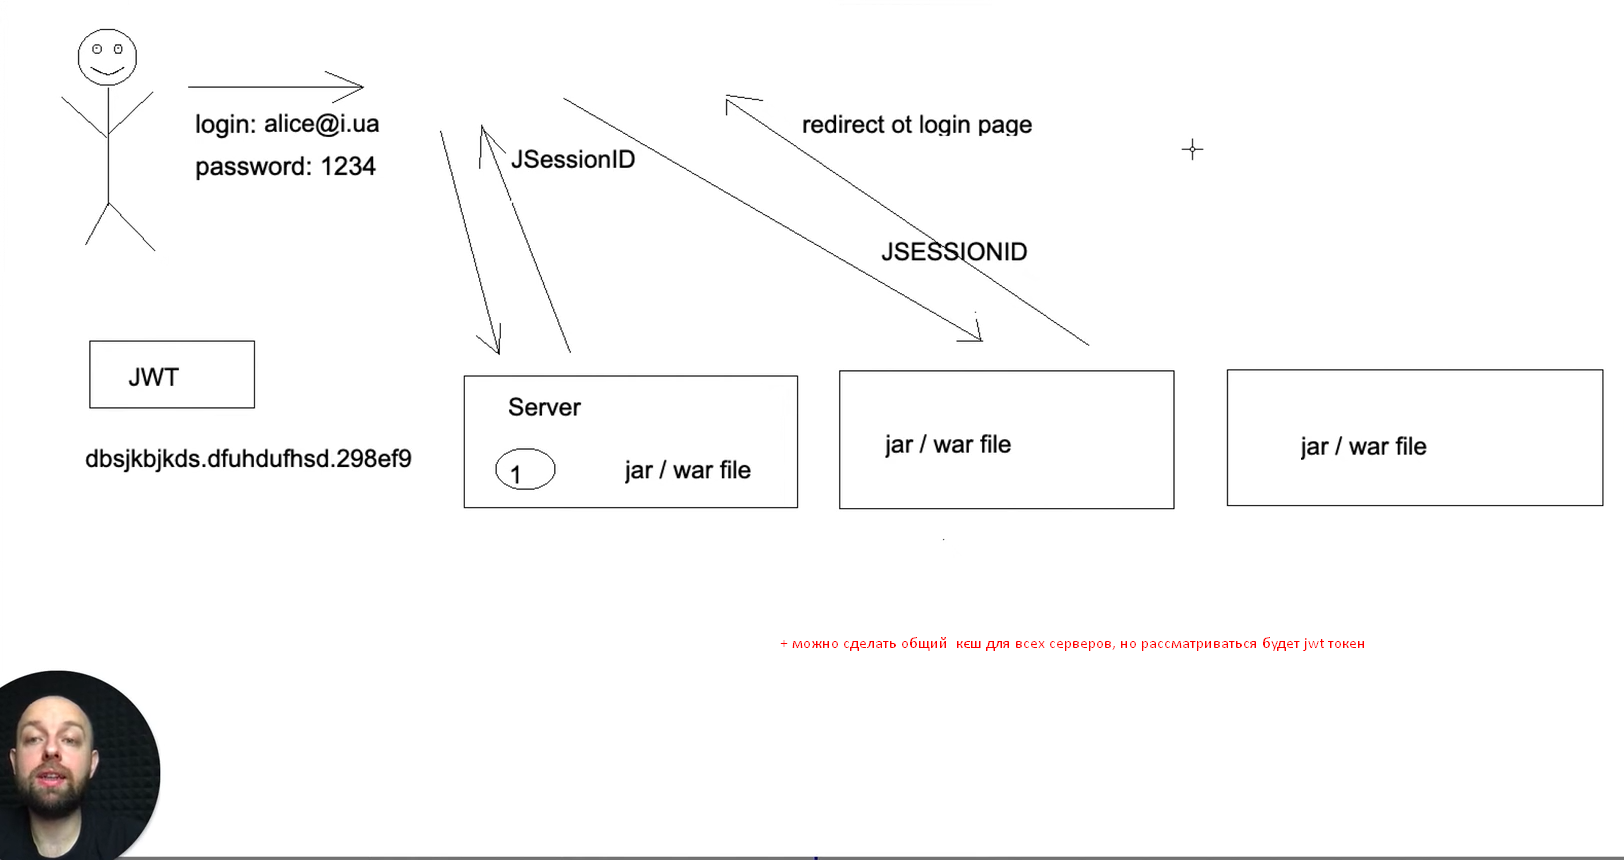 login: alice@i.ua
password: 1234
JSessionID
redirect ot login page
JSESSIONID
JWT
dbsjkbjkds.dfuhdufhsd.298ef9
Server
1
jar / war file
jar / war file
jar / war file
+ можно сделать общий кєш для всех серверов, но рассматриваться будет jwt токен